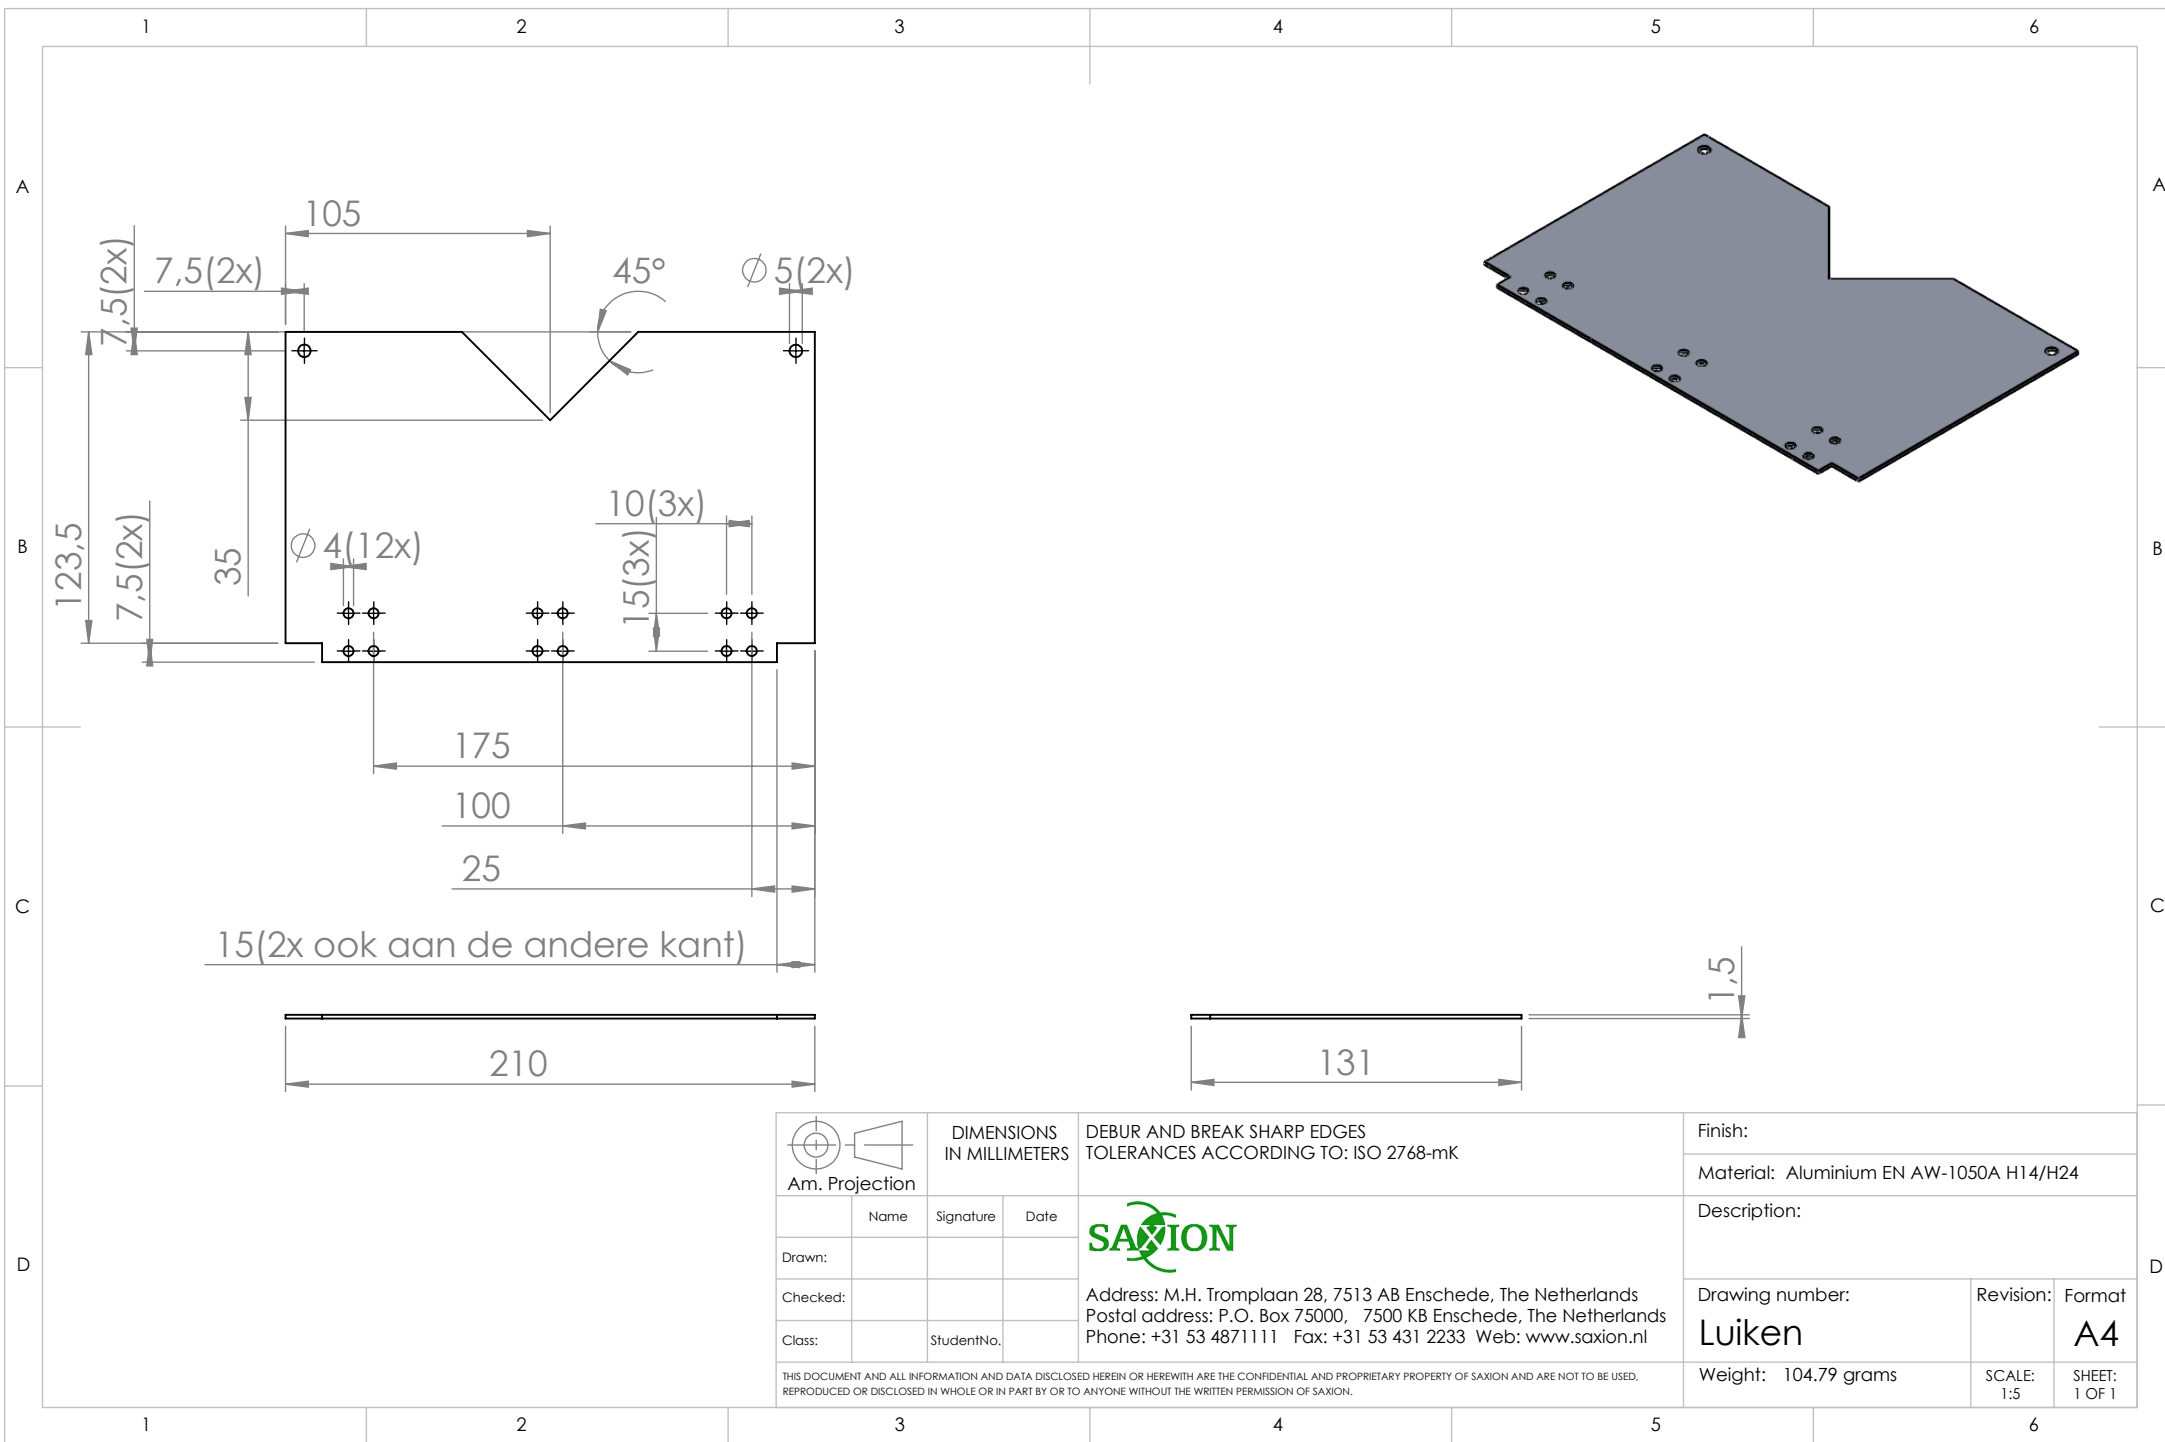 1 2 3 4 5 6
A A
105
7,5(2x) 7,5(2x) 45° ∅5(2x)
B B
123,5 7,5(2x) 35 ∅4(12x) 10(3x) 15(3x)
175
100
25
C C
15(2x ook aan de andere kant)
1,5
210 131
D D
Am. Projection
DIMENSIONS
IN MILLIMETERS
DEBUR AND BREAK SHARP EDGES
TOLERANCES ACCORDING TO: ISO 2768-mK
Finish:
Material: Aluminium EN AW-1050A H14/H24
Name Signature Date
Drawn:
Checked:
Class: StudentNo.
SAXION
Address: M.H. Tromplaan 28, 7513 AB Enschede, The Netherlands
Postal address: P.O. Box 75000, 7500 KB Enschede, The Netherlands
Phone: +31 53 4871111 Fax: +31 53 431 2233 Web: www.saxion.nl
Description:
Drawing number:
Luiken
Revision:
Format
A4
THIS DOCUMENT AND ALL INFORMATION AND DATA DISCLOSED HEREIN OR HEREWITH ARE THE CONFIDENTIAL AND PROPRIETARY PROPERTY OF SAXION AND ARE NOT TO BE USED,
REPRODUCED OR DISCLOSED IN WHOLE OR IN PART BY OR TO ANYONE WITHOUT THE WRITTEN PERMISSION OF SAXION.
Weight: 104.79 grams
SCALE:
1:5
SHEET:
1 OF 1
1 2 3 4 5 6